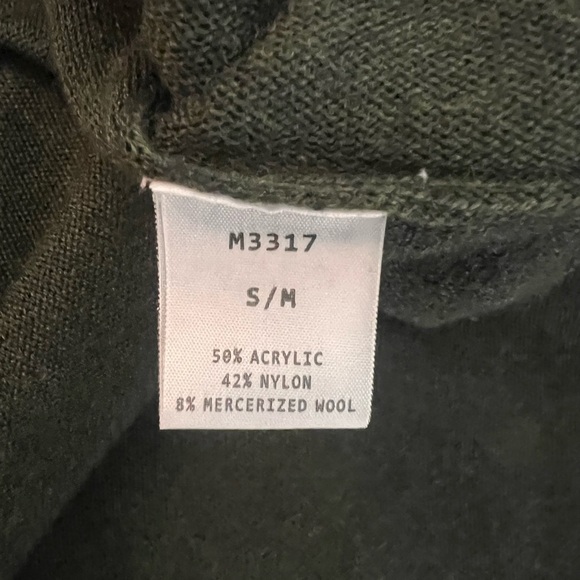 M3317
S/M
50% ACRYLIC
42% NYLON
8% MERCERIZED WOOL